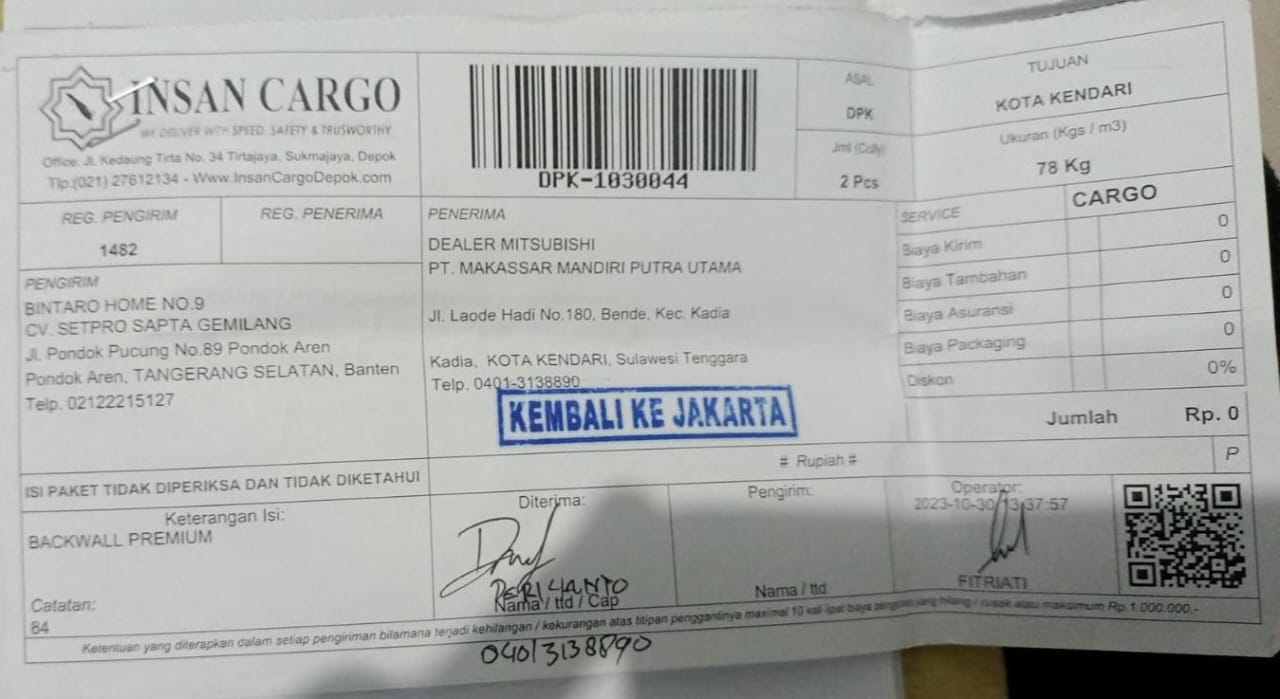 INSAN CARGO
WE DELIVER WITH SPEED, SAFETY & TRUSWORTHY
Office: Jl. Kedaung Tirta No. 34 Tirtajaya, Sukmajaya, Depok
Tlp.(021) 27612134 - Www.InsanCargoDepok.com
DPK-1030044
ASAL
DPK
Jml (Colly)
2 Pcs
TUJUAN
KOTA KENDARI
Ukuran (Kgs / m3)
78 Kg
REG. PENGIRIM
1482
REG. PENERIMA
PENGIRIM
BINTARO HOME NO.9
CV. SETPRO SAPTA GEMILANG
Jl. Pondok Pucung No.89 Pondok Aren
Pondok Aren, TANGERANG SELATAN, Banten
Telp. 02122215127
PENERIMA
DEALER MITSUBISHI
PT. MAKASSAR MANDIRI PUTRA UTAMA
Jl. Laode Hadi No.180, Bende, Kec. Kadia
Kadia, KOTA KENDARI, Sulawesi Tenggara
Telp. 0401-3138890
KEMBALI KE JAKARTA
SERVICE CARGO
Biaya Kirim 0
Biaya Tambahan 0
Biaya Asuransi 0
Biaya Packaging 0
Diskon 0%
Jumlah Rp. 0
# Rupiah # P
ISI PAKET TIDAK DIPERIKSA DAN TIDAK DIKETAHUI
Keterangan Isi:
BACKWALL PREMIUM
Catatan:
84
Diterima:
Nama / ttd / Cap
Pengirim:
Nama / ttd
Operator:
2023-10-30/13:37:57
FITRIATI
Ketentuan yang diterapkan dalam setiap pengiriman bilamana terjadi kehilangan / kekurangan atas titipan penggantinya maximal 10 kali lipat biaya pengiriman yang hilang / rusak atau maksimum Rp.1.000.000,-
04013138890